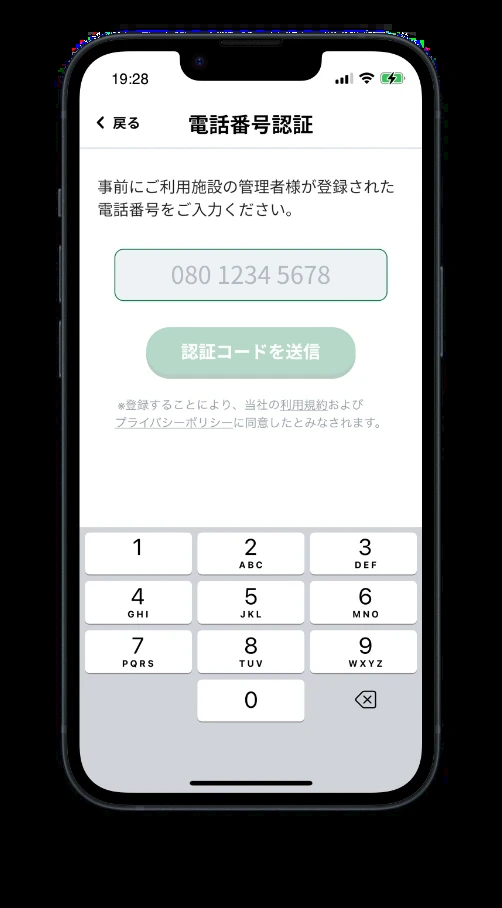 19:28
戻る
電話番号認証
事前にご利用施設の管理者様が登録された
電話番号をご入力ください。
080 1234 5678
認証コードを送信
※登録することにより、当社の利用規約および
プライバシーポリシーに同意したとみなされます。
1
2
ABC
3
DEF
4
GHI
5
JKL
6
MNO
7
PQRS
8
TUV
9
WXYZ
0